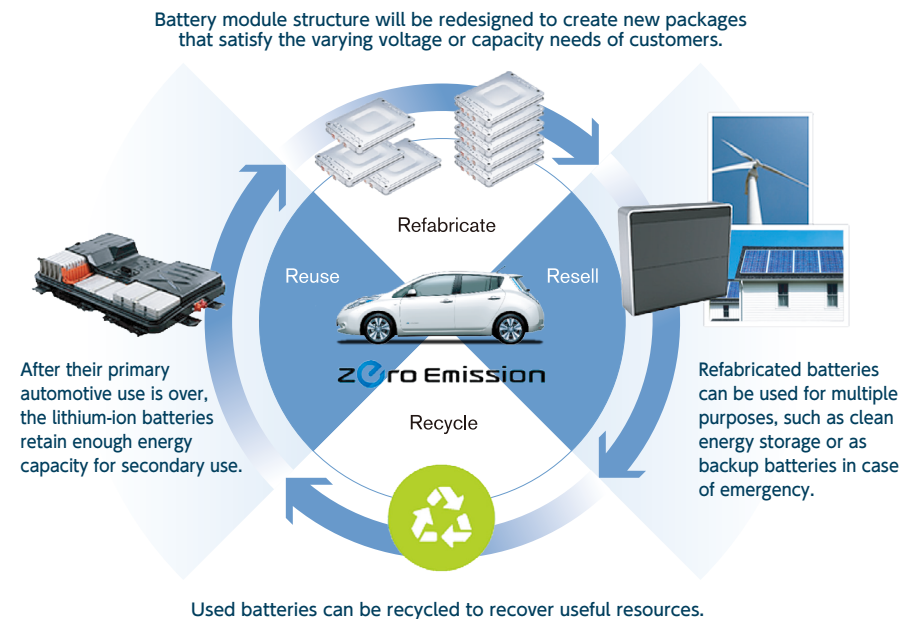 Battery module structure will be redesigned to create new packages
that satisfy the varying voltage or capacity needs of customers.
Refabricate
Reuse
Resell
Zero Emission
After their primary
automotive use is over,
the lithium-ion batteries
retain enough energy
capacity for secondary use.
Refabricated batteries
can be used for multiple
purposes, such as clean
energy storage or as
backup batteries in case
of emergency.
Recycle
Used batteries can be recycled to recover useful resources.